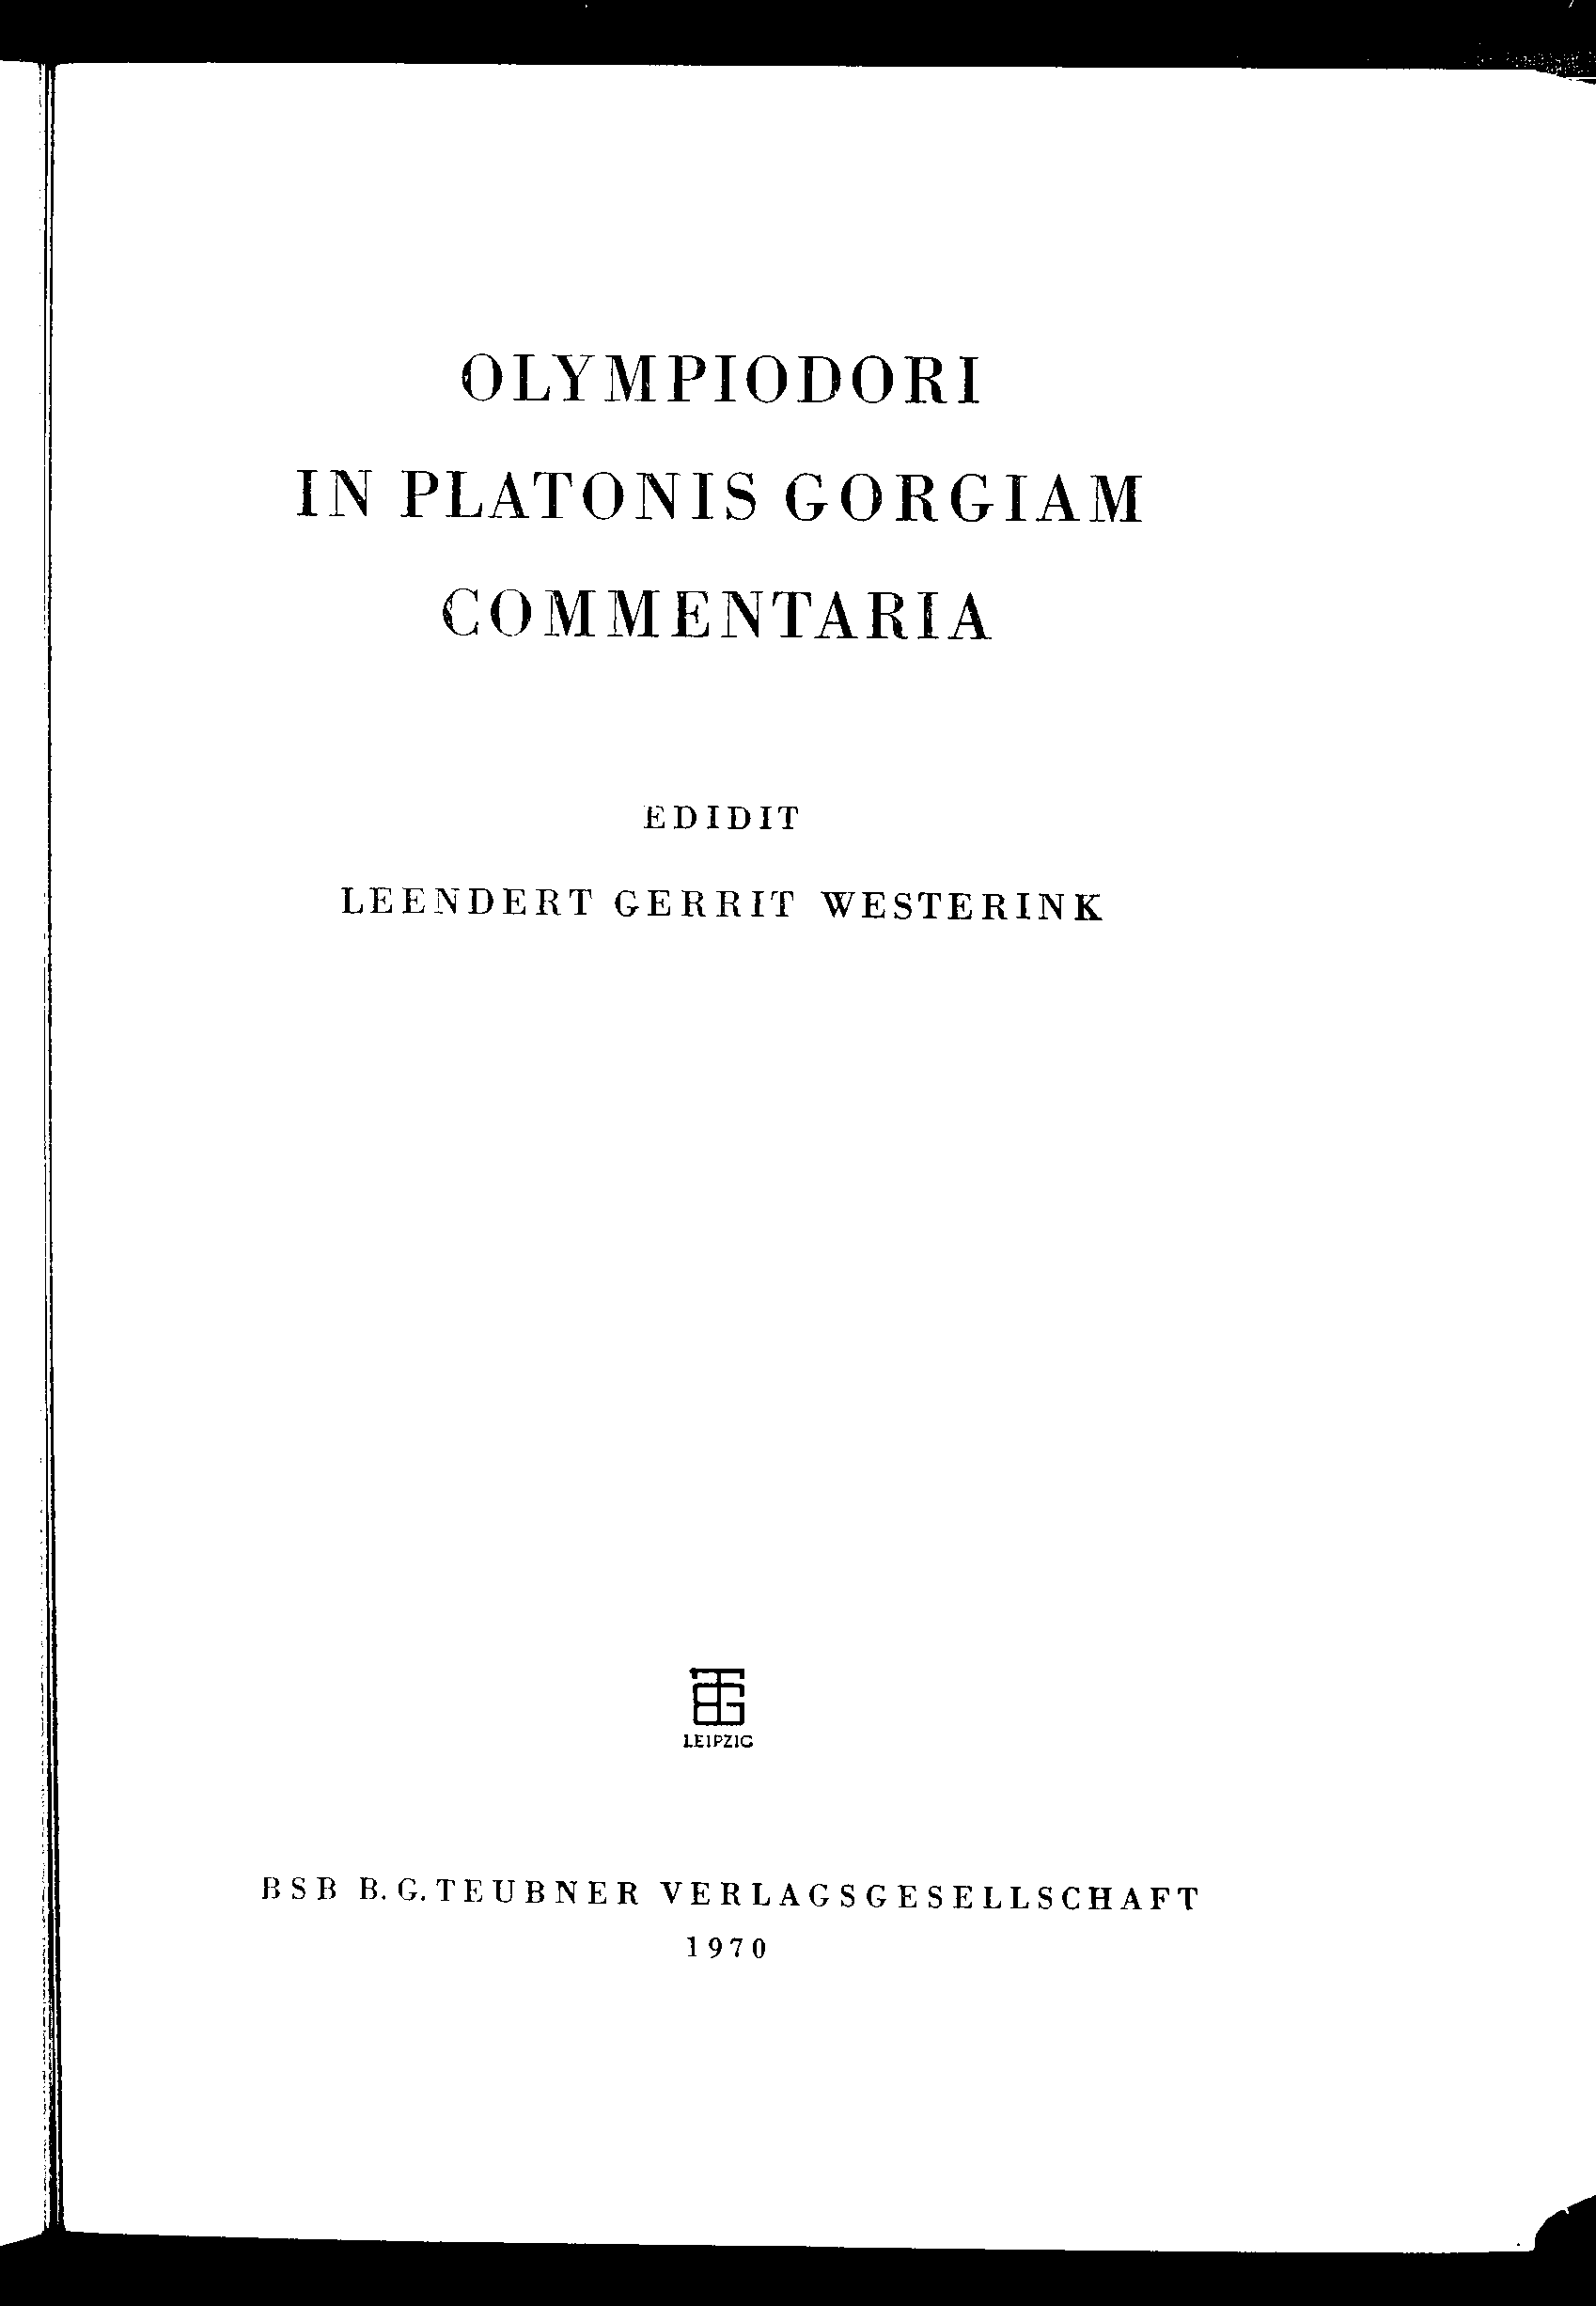 OLYMPIODORI
IN PLATONIS GORGIAM
COMMENTARIA
EDIDIT
LEENDERT GERRIT WESTERINK
LEIPZIG
BSB B. G. TEUBNER VERLAGSGESELLSCHAFT
1970